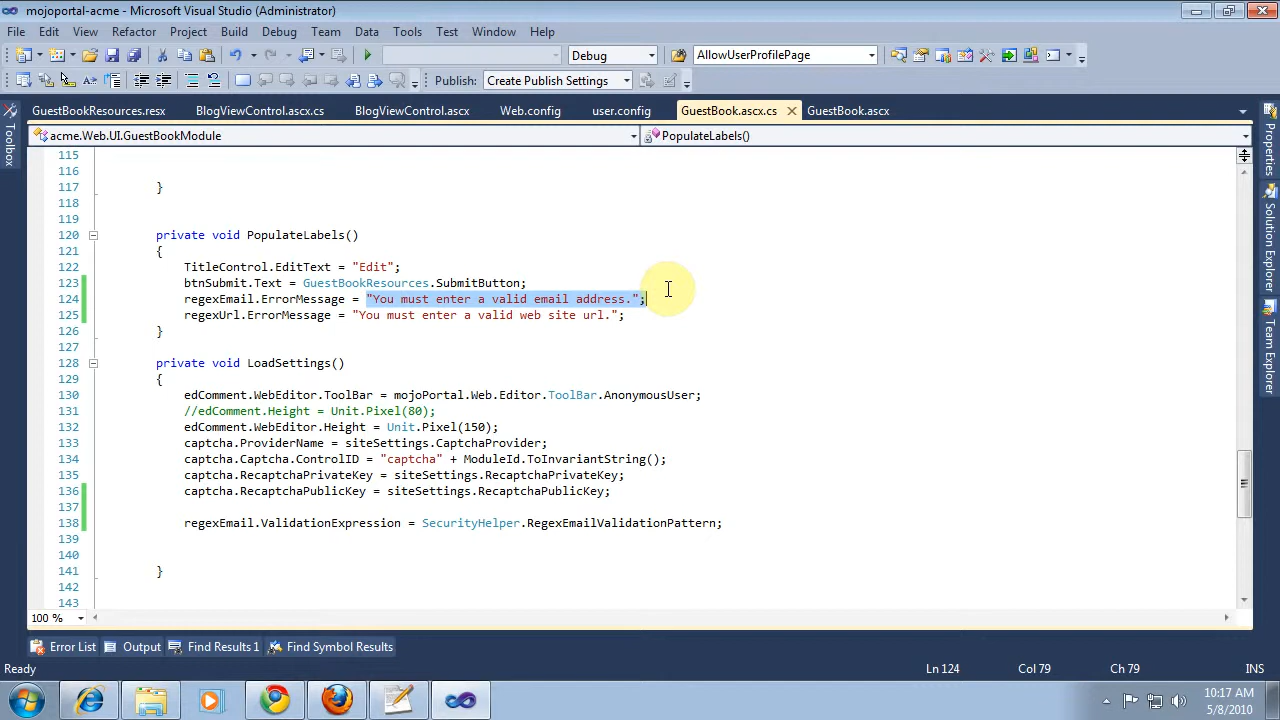 mojoportal-acme - Microsoft Visual Studio (Administrator)
File Edit View Refactor Project Build Debug Team Data Tools Test Window Help
Debug AllowUserProfilePage
Publish: Create Publish Settings
GuestBookResources.resx BlogViewControl.ascx.cs BlogViewControl.ascx Web.config user.config GuestBook.ascx.cs GuestBook.ascx
Toolbox
Properties
Solution Explorer
Team Explorer
acme.Web.UI.GuestBookModule PopulateLabels()
115
116
117 }
118
119
120 private void PopulateLabels()
121 {
122 TitleControl.EditText = "Edit";
123 btnSubmit.Text = GuestBookResources.SubmitButton;
124 regexEmail.ErrorMessage = "You must enter a valid email address.";
125 regexUrl.ErrorMessage = "You must enter a valid web site url.";
126 }
127
128 private void LoadSettings()
129 {
130 edComment.WebEditor.ToolBar = mojoPortal.Web.Editor.ToolBar.AnonymousUser;
131 //edComment.Height = Unit.Pixel(80);
132 edComment.WebEditor.Height = Unit.Pixel(150);
133 captcha.ProviderName = siteSettings.CaptchaProvider;
134 captcha.Captcha.ControlID = "captcha" + ModuleId.ToInvariantString();
135 captcha.RecaptchaPrivateKey = siteSettings.RecaptchaPrivateKey;
136 captcha.RecaptchaPublicKey = siteSettings.RecaptchaPublicKey;
137
138 regexEmail.ValidationExpression = SecurityHelper.RegexEmailValidationPattern;
139
140
141 }
142
143
100 %
Error List Output Find Results 1 Find Symbol Results
Ready Ln 124 Col 79 Ch 79 INS
10:17 AM
5/8/2010